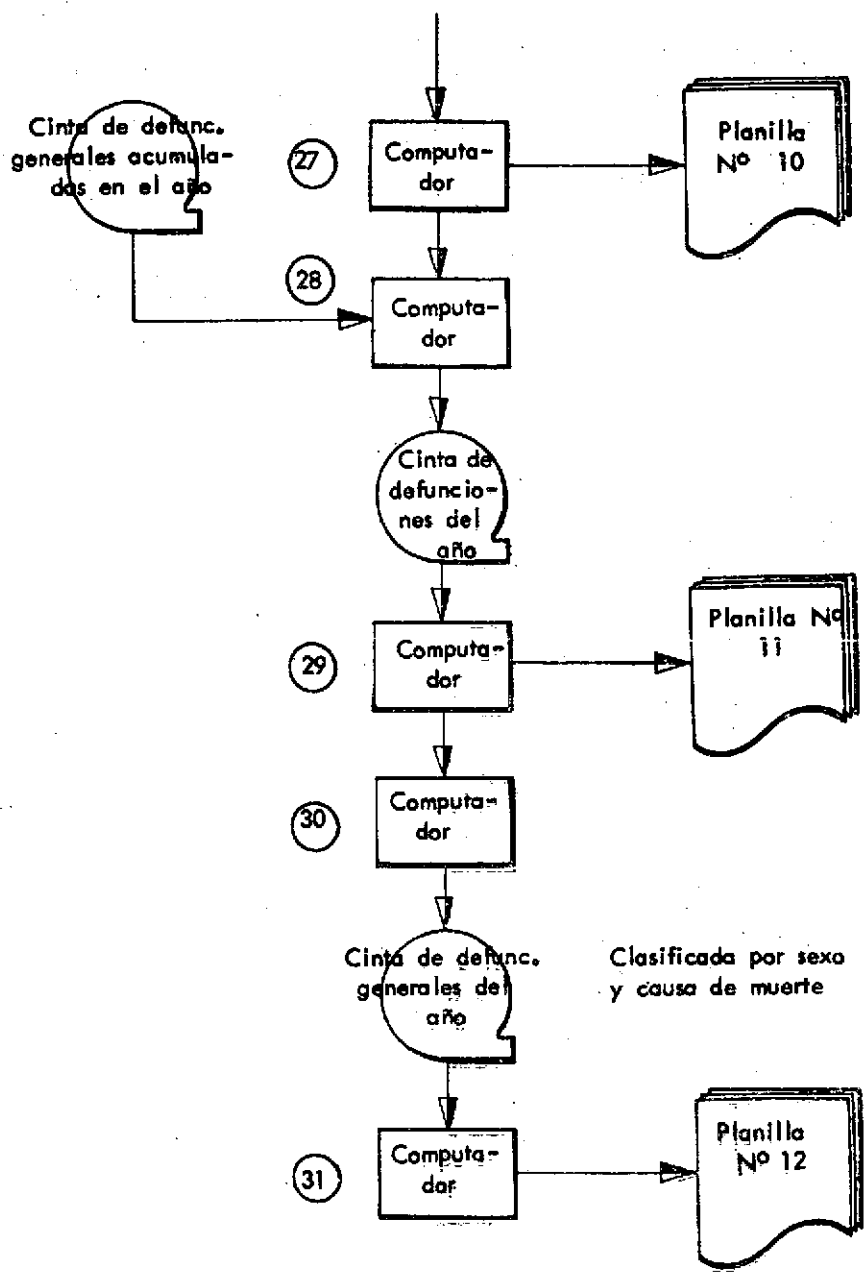 Cinta de defunc.
generales acumula-
das en el año
27
Computa-
dor
Planilla
Nº 10
28
Computa-
dor
Cinta de
defuncio-
nes del
año
29
Computa-
dor
Planilla Nº
11
30
Computa-
dor
Cinta de defunc.
generales del
año
Clasificada por sexo
y causa de muerte
31
Computa-
dor
Planilla
Nº 12